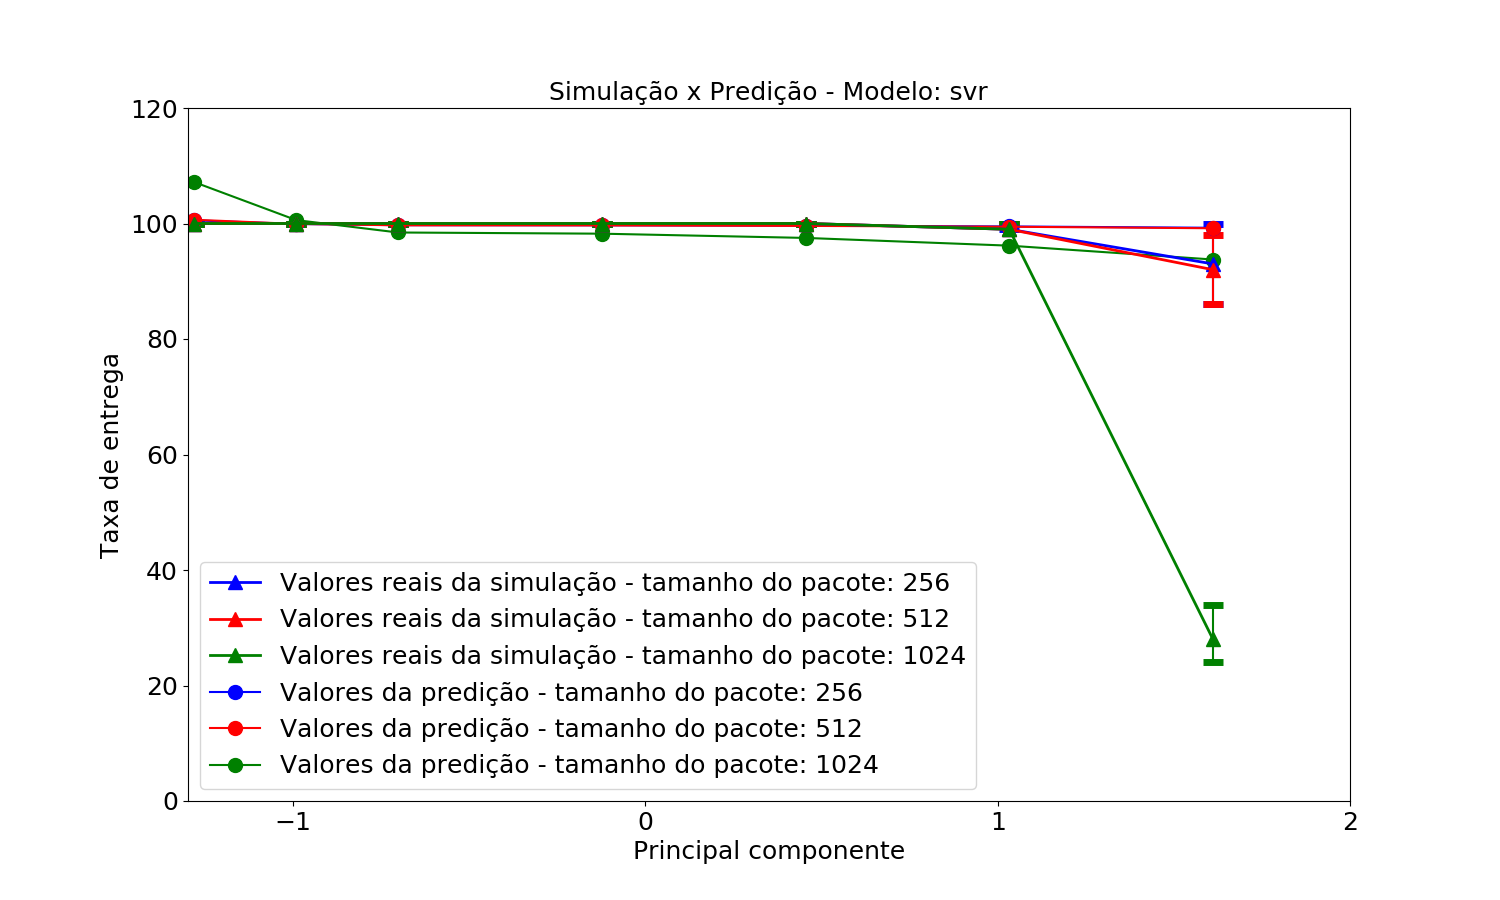 Simulação x Predição - Modelo: svr
120
100
80
60
40
20
0
Taxa de entrega
Valores reais da simulação - tamanho do pacote: 256
Valores reais da simulação - tamanho do pacote: 512
Valores reais da simulação - tamanho do pacote: 1024
Valores da predição - tamanho do pacote: 256
Valores da predição - tamanho do pacote: 512
Valores da predição - tamanho do pacote: 1024
−1 0 1 2
Principal componente